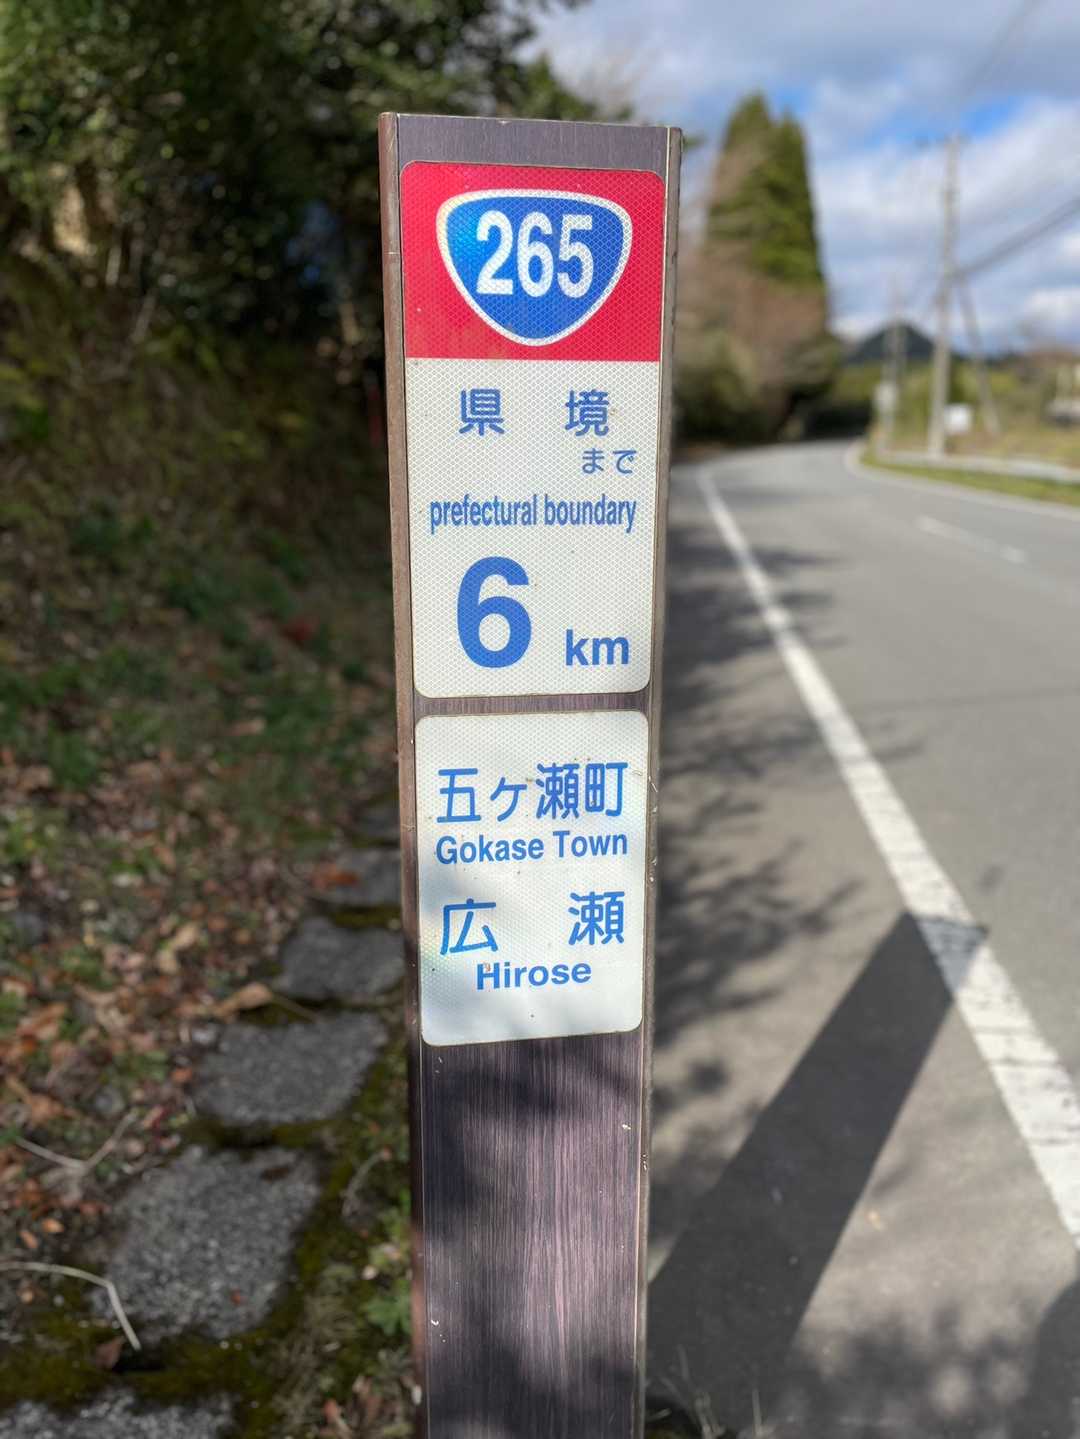 265
県境
まで
prefectural boundary
6 km
五ヶ瀬町
Gokase Town
広瀬
Hirose